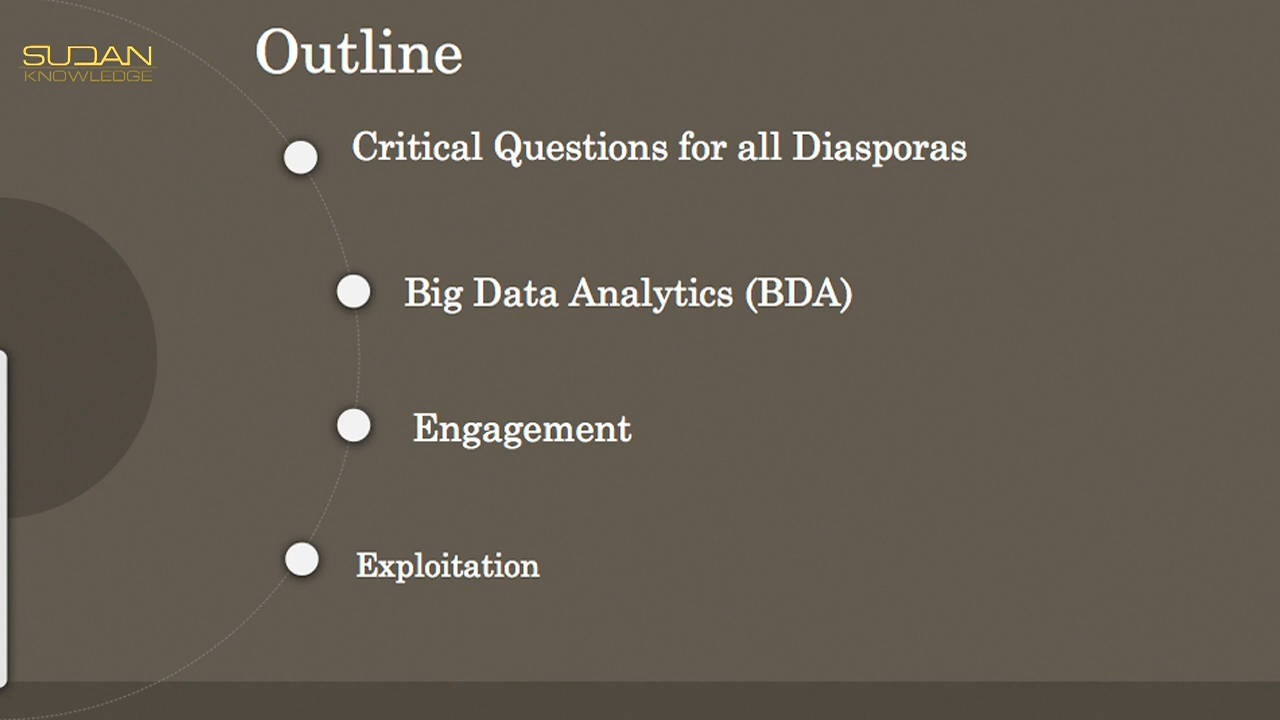 SUDAN
KNOWLEDGE
Outline
Critical Questions for all Diasporas
Big Data Analytics (BDA)
Engagement
Exploitation